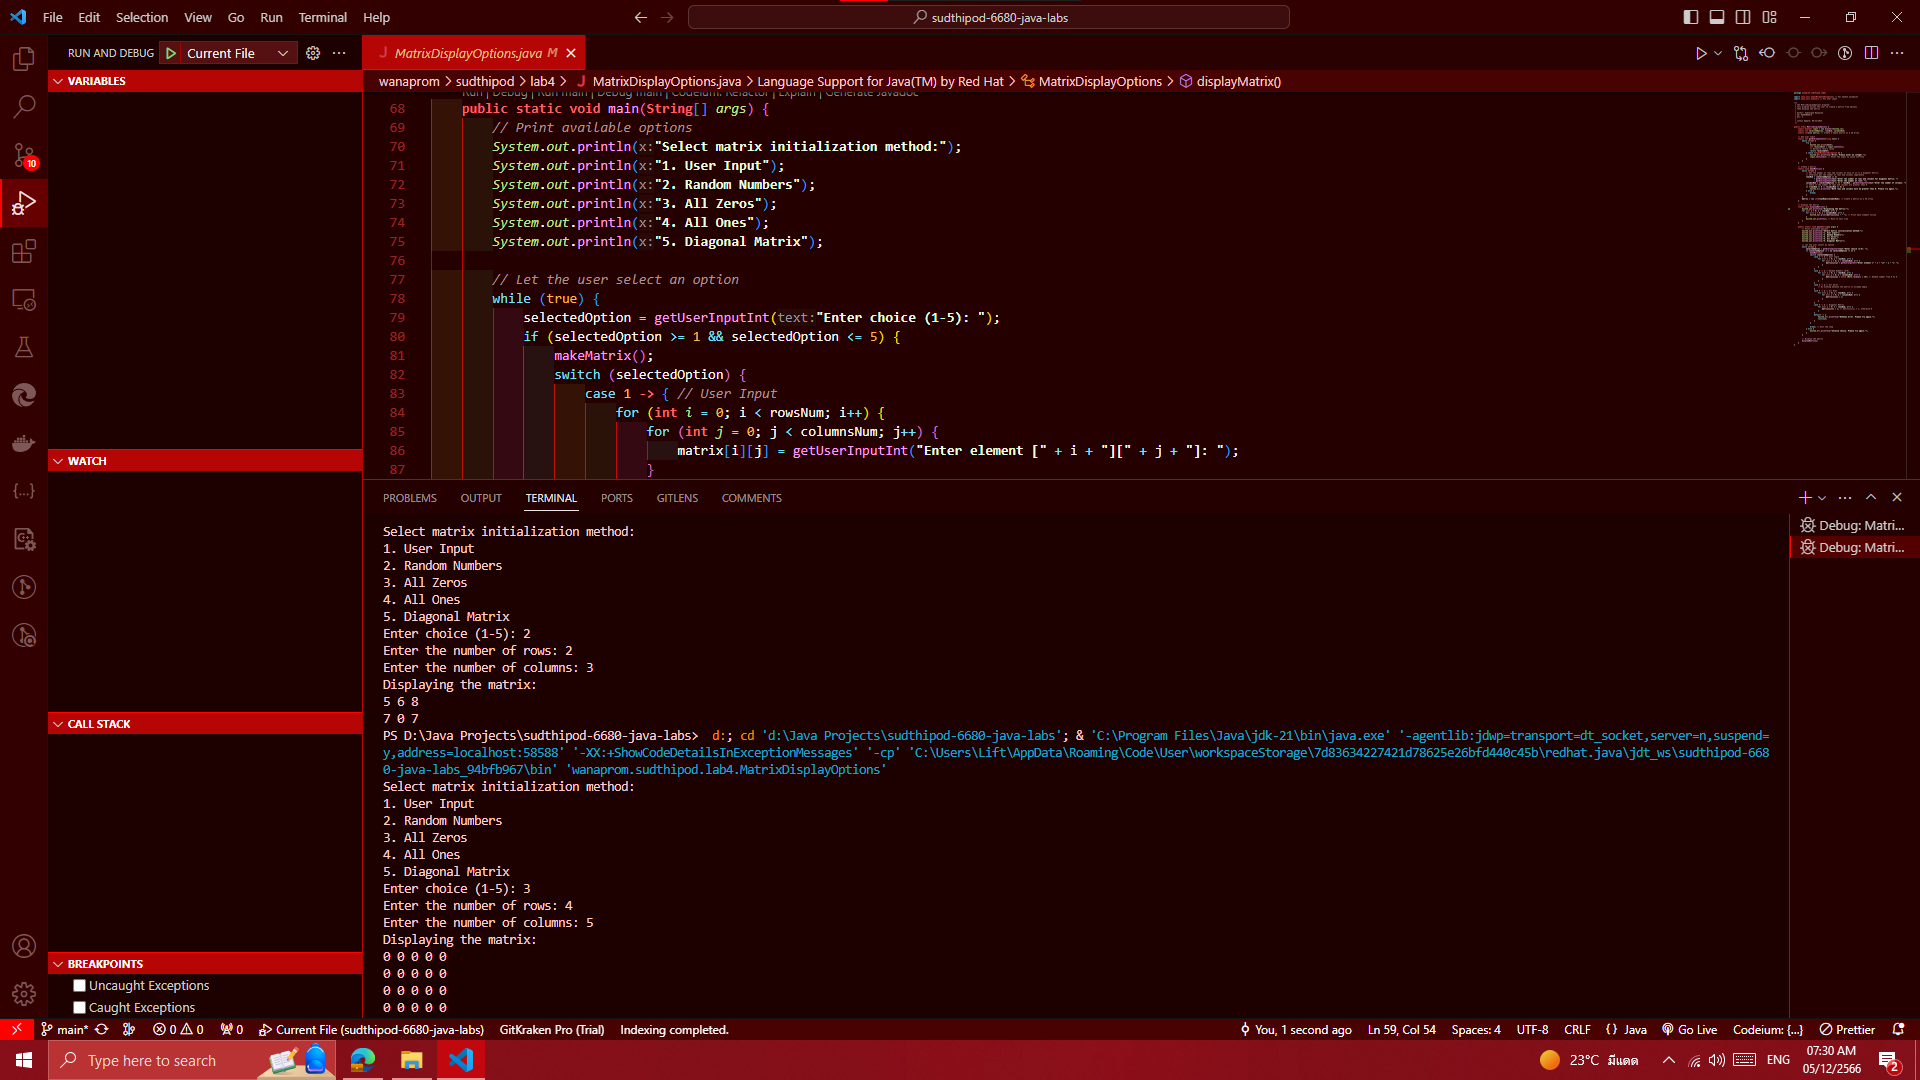 File Edit Selection View Go Run Terminal Help
sudthipod-6680-java-labs
RUN AND DEBUG Current File
MatrixDisplayOptions.java M
VARIABLES
wanaprom > sudthipod > lab4 > J MatrixDisplayOptions.java > Language Support for Java(TM) by Red Hat > MatrixDisplayOptions > displayMatrix()
Run | Debug | Run main | Debug main | Codeium: Refactor | Explain | Generate Javadoc
68 public static void main(String[] args) {
69 // Print available options
70 System.out.println(x:"Select matrix initialization method:");
71 System.out.println(x:"1. User Input");
72 System.out.println(x:"2. Random Numbers");
73 System.out.println(x:"3. All Zeros");
74 System.out.println(x:"4. All Ones");
75 System.out.println(x:"5. Diagonal Matrix");
76
77 // Let the user select an option
78 while (true) {
79 selectedOption = getUserInputInt(text:"Enter choice (1-5): ");
80 if (selectedOption >= 1 && selectedOption <= 5) {
81 makeMatrix();
82 switch (selectedOption) {
83 case 1 -> { // User Input
84 for (int i = 0; i < rowsNum; i++) {
85 for (int j = 0; j < columnsNum; j++) {
86 matrix[i][j] = getUserInputInt("Enter element [" + i + "][" + j + "]: ");
87 }
WATCH
CALL STACK
BREAKPOINTS
Uncaught Exceptions
Caught Exceptions
10
PROBLEMS OUTPUT TERMINAL PORTS GITLENS COMMENTS
Debug: Matri...
Debug: Matri...
Select matrix initialization method:
1. User Input
2. Random Numbers
3. All Zeros
4. All Ones
5. Diagonal Matrix
Enter choice (1-5): 2
Enter the number of rows: 2
Enter the number of columns: 3
Displaying the matrix:
5 6 8
7 0 7
PS D:\Java Projects\sudthipod-6680-java-labs> d:; cd 'd:\Java Projects\sudthipod-6680-java-labs'; & 'C:\Program Files\Java\jdk-21\bin\java.exe' '-agentlib:jdwp=transport=dt_socket,server=n,suspend=
y,address=localhost:58588' '-XX:+ShowCodeDetailsInExceptionMessages' '-cp' 'C:\Users\Lift\AppData\Roaming\Code\User\workspaceStorage\7d83634227421d78625e26bfd440c45b\redhat.java\jdt_ws\sudthipod-668
0-java-labs_94bfb967\bin' 'wanaprom.sudthipod.lab4.MatrixDisplayOptions'
Select matrix initialization method:
1. User Input
2. Random Numbers
3. All Zeros
4. All Ones
5. Diagonal Matrix
Enter choice (1-5): 3
Enter the number of rows: 4
Enter the number of columns: 5
Displaying the matrix:
0 0 0 0 0
0 0 0 0 0
0 0 0 0 0
0 0 0 0 0
main* 0 0 0 Current File (sudthipod-6680-java-labs) GitKraken Pro (Trial) Indexing completed. You, 1 second ago Ln 59, Col 54 Spaces: 4 UTF-8 CRLF {} Java Go Live Codeium: {...} Prettier
Type here to search 23°C มีแดด ENG 07:30 AM
05/12/2566 2